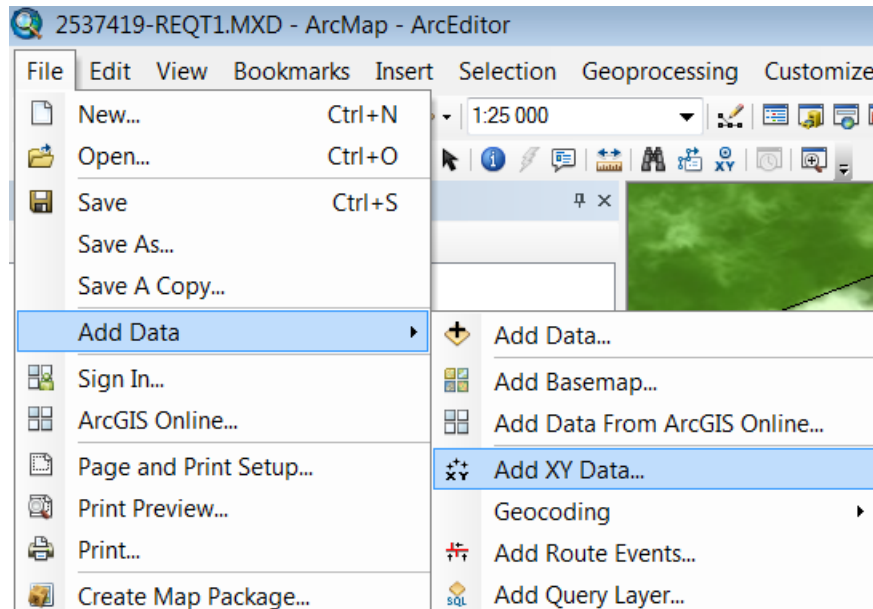 2537419-REQT1.MXD - ArcMap - ArcEditor
File Edit View Bookmarks Insert Selection Geoprocessing Customize
New... Ctrl+N
1:25 000
Open... Ctrl+O
XY
Save Ctrl+S
Save As...
Save A Copy...
Add Data
Add Data...
Sign In...
Add Basemap...
ArcGIS Online...
Add Data From ArcGIS Online...
Page and Print Setup...
XY Add XY Data...
Print Preview...
Geocoding
Print...
Add Route Events...
Create Map Package...
SQL Add Query Layer...